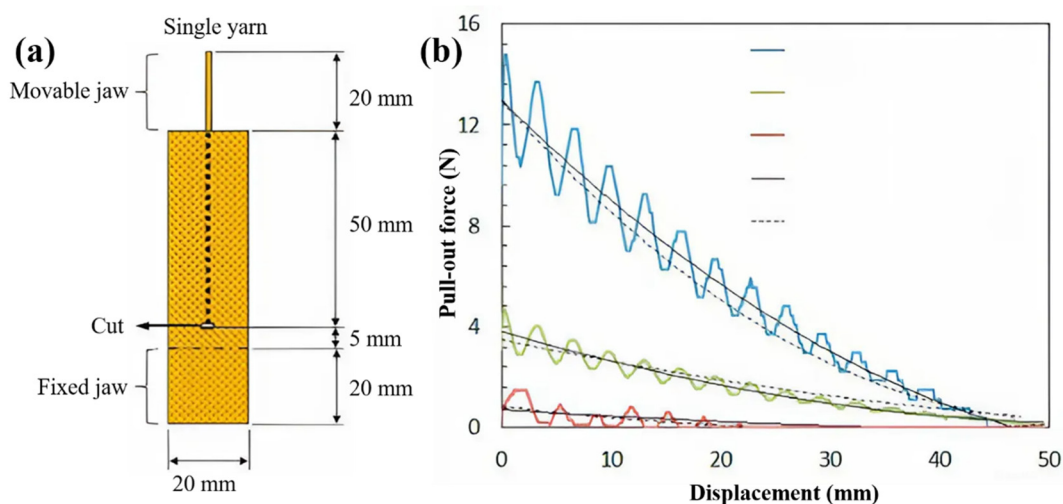 (a)
Single yarn
Movable jaw
20 mm
50 mm
Cut
5 mm
Fixed jaw
20 mm
20 mm
(b)
Pull-out force (N)
16
12
8
4
0
0
10
20
30
40
50
Displacement (mm)